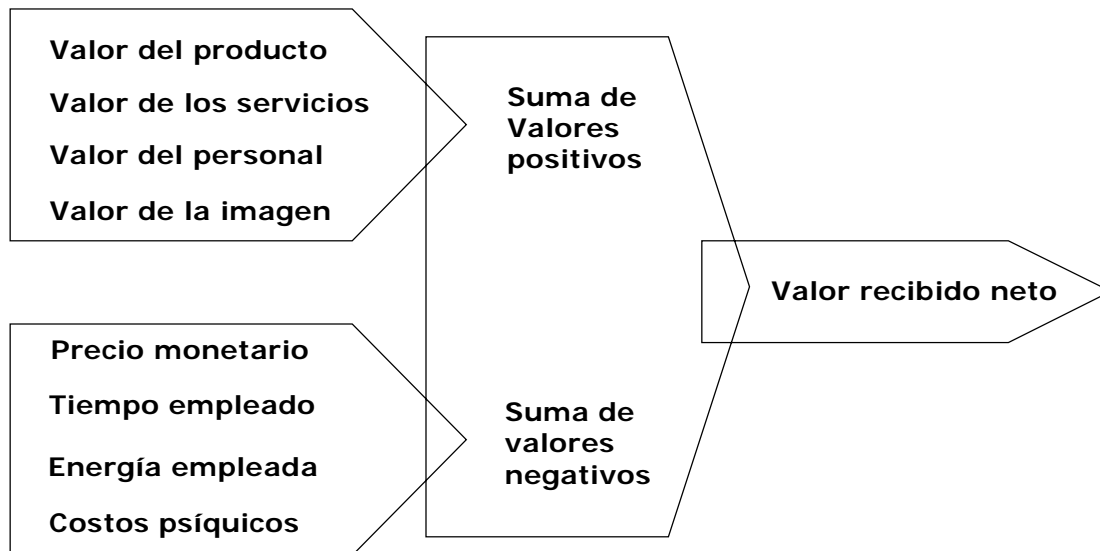 Valor del producto
Valor de los servicios
Valor del personal
Valor de la imagen
Suma de
Valores
positivos
Valor recibido neto
Precio monetario
Tiempo empleado
Energía empleada
Costos psíquicos
Suma de
valores
negativos